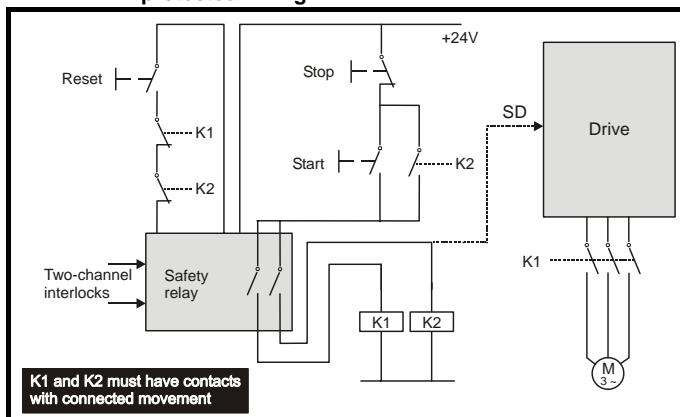 +24V
Reset
Stop
SD
Drive
K1
Start
K2
K2
K1
Two-channel
interlocks
Safety
relay
K1
K2
M
3 ~
K1 and K2 must have contacts
with connected movement